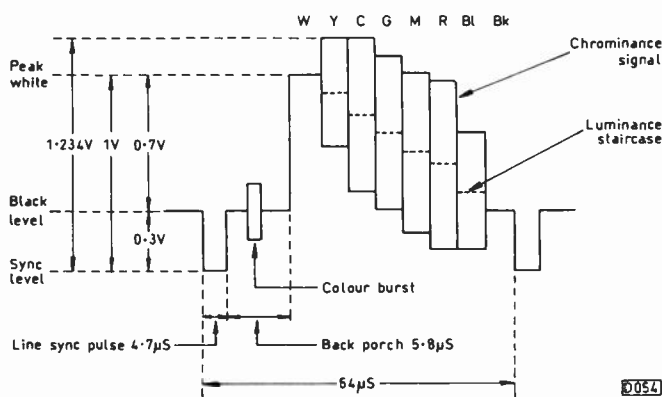 W Y C G M R Bl Bk
Peak
white
Chrominance
signal
1·234V
1V
0·7V
Luminance
staircase
Black
level
0·3V
Sync
level
Colour burst
Line sync pulse 4·7µS
Back porch 5·8µS
64µS
D054